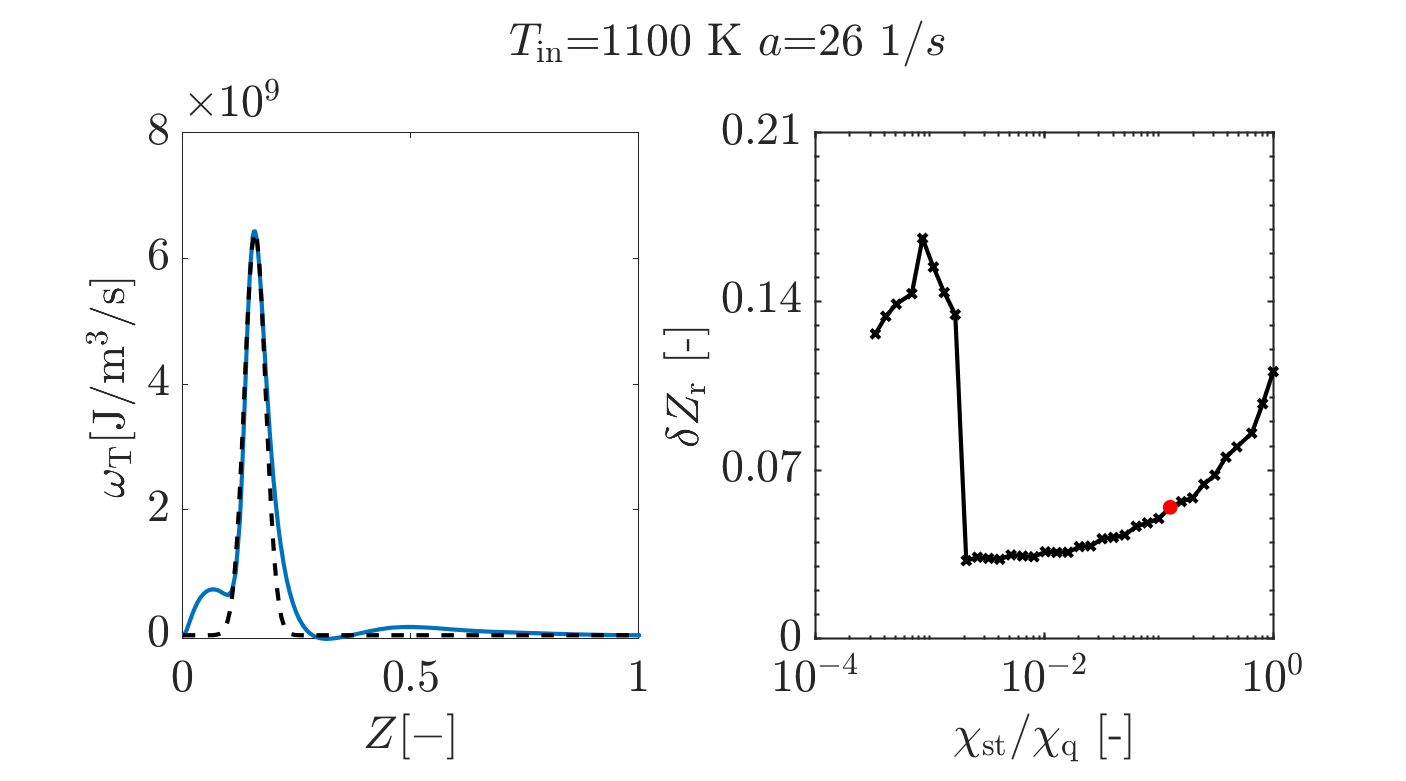 T_in=1100 K a=26 1/s
×10^9
8
6
4
2
0
ω_T[J/m^3/s]
0 0.5 1
Z[−]
0.21
0.14
0.07
0
δZ_r [-]
10^−4 10^−2 10^0
χ_st/χ_q [-]